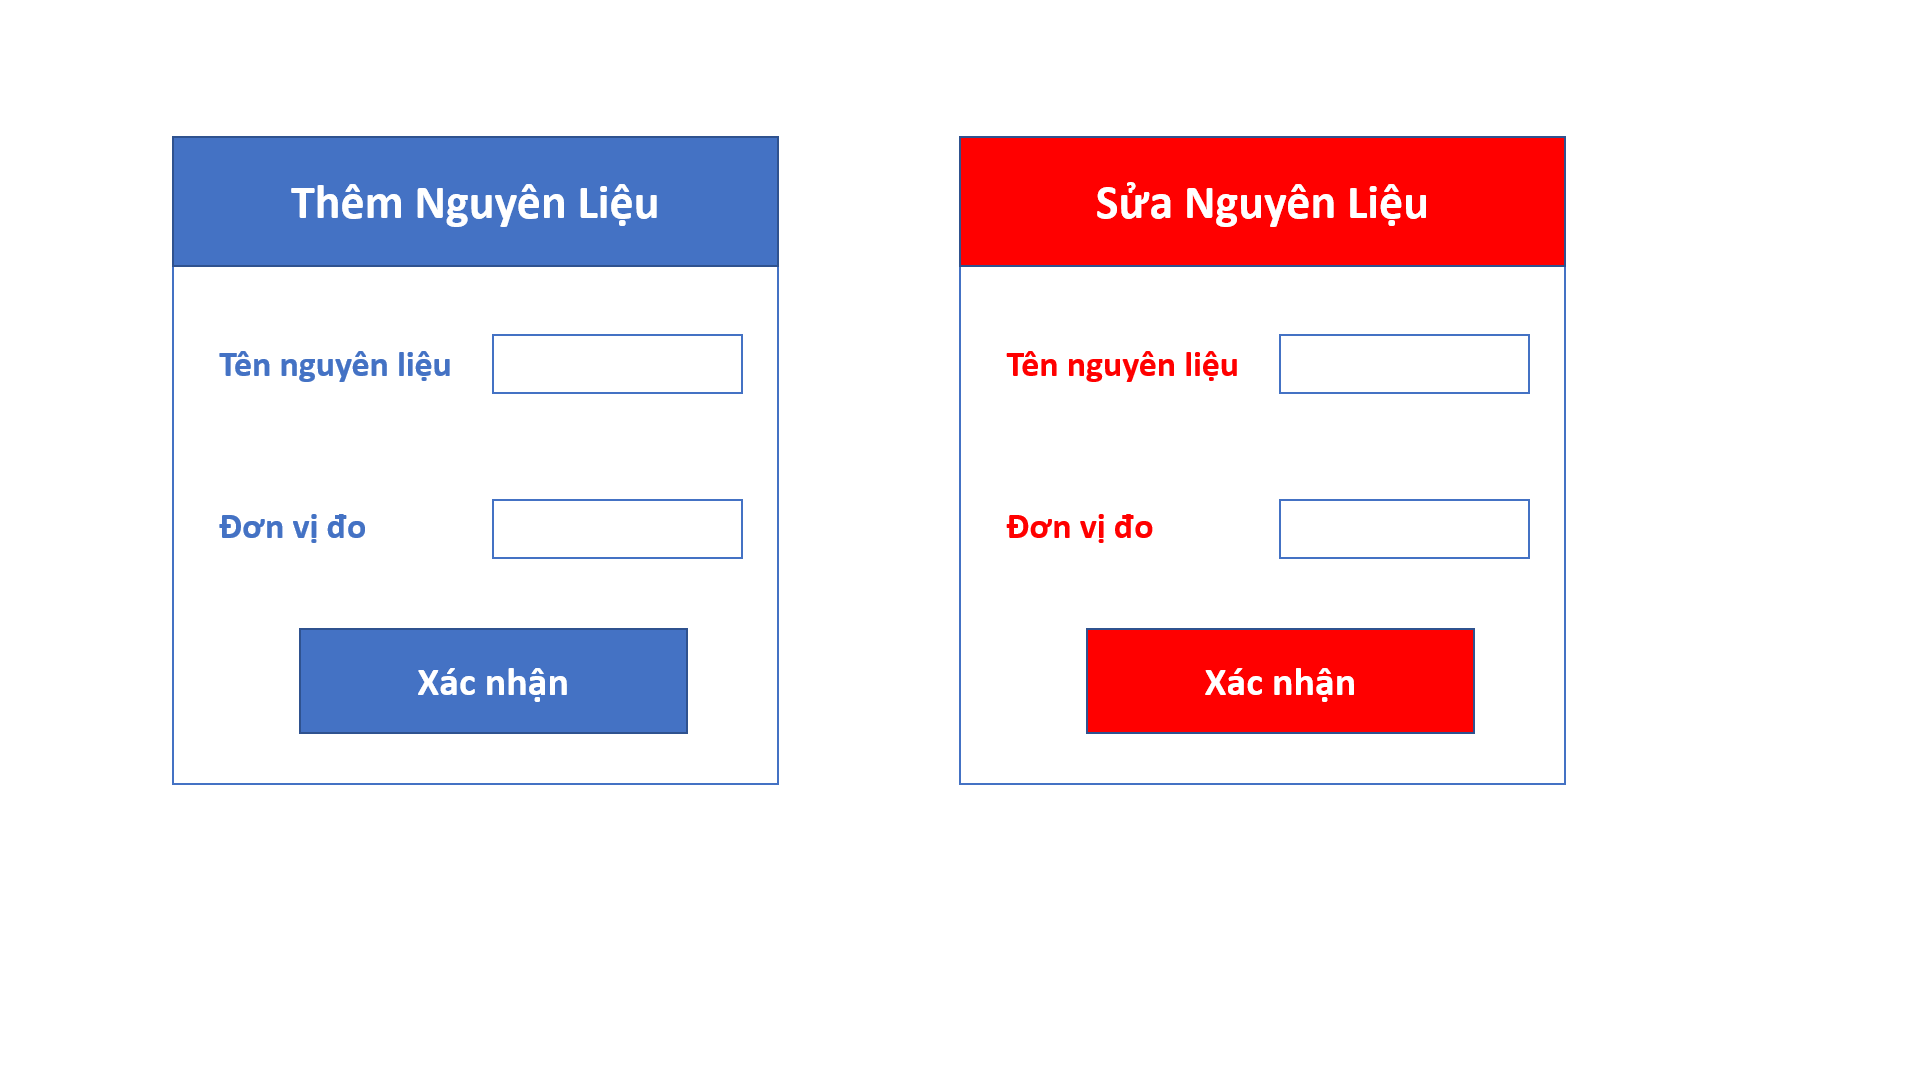 Thêm Nguyên Liệu
Tên nguyên liệu
Đơn vị đo
Xác nhận
Sửa Nguyên Liệu
Tên nguyên liệu
Đơn vị đo
Xác nhận